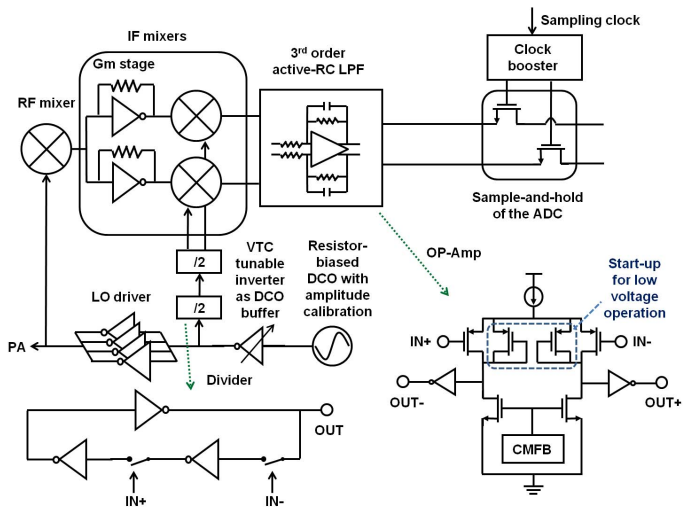 Sampling clock
IF mixers
3rd order
active-RC LPF
Clock
booster
Gm stage
RF mixer
Sample-and-hold
of the ADC
VTC
tunable
inverter
as DCO
buffer
Resistor-
biased
DCO with
amplitude
calibration
OP-Amp
Start-up
for low
voltage
operation
/2
/2
LO driver
PA
Divider
IN+
IN-
OUT-
OUT+
OUT
CMFB
IN+
IN-